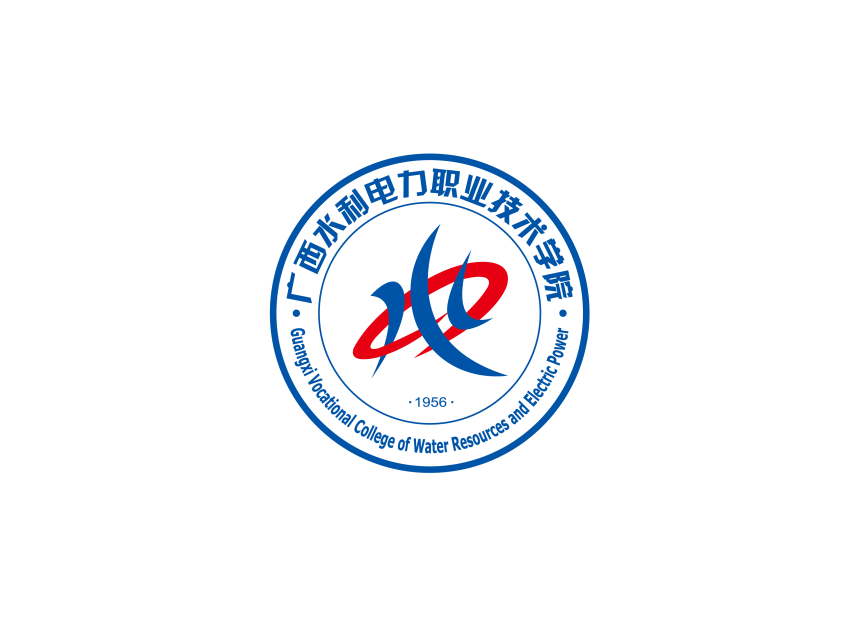 ·广西水利电力职业技术学院·
·1956·
Guangxi Vocational College of Water Resources and Electric Power